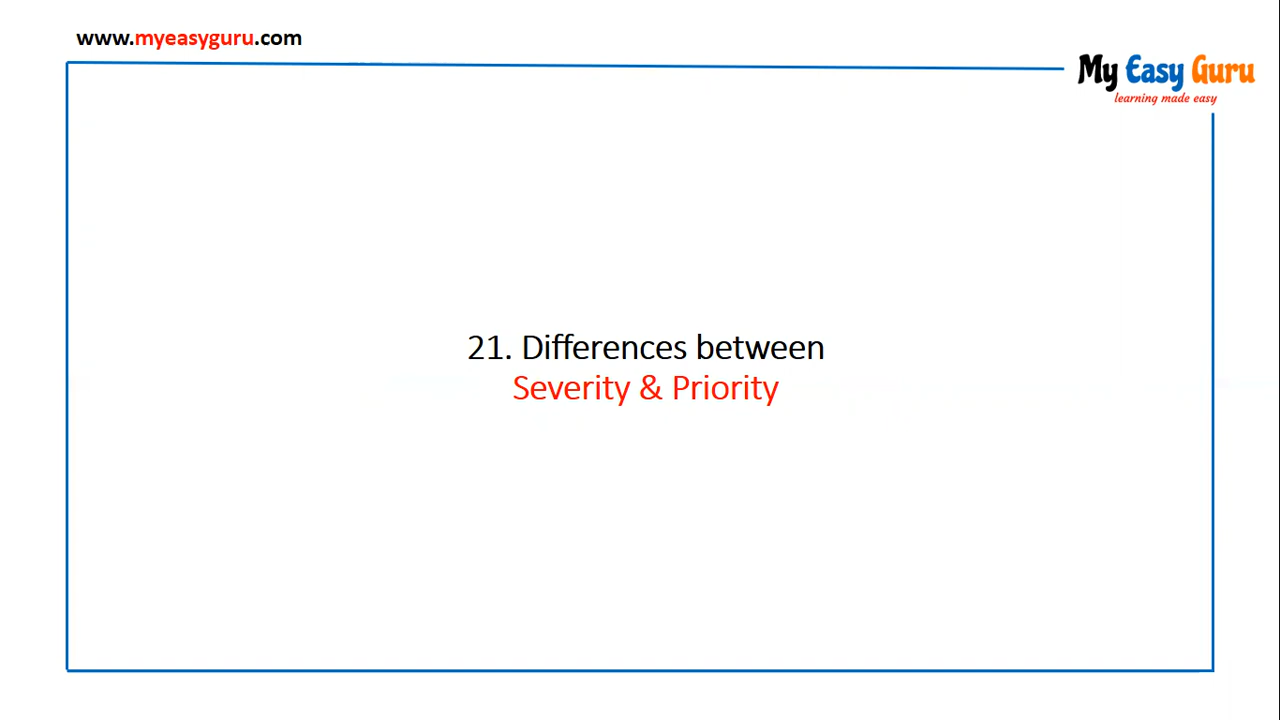 www.myeasyguru.com
My Easy Guru
learning made easy
21. Differences between
Severity & Priority